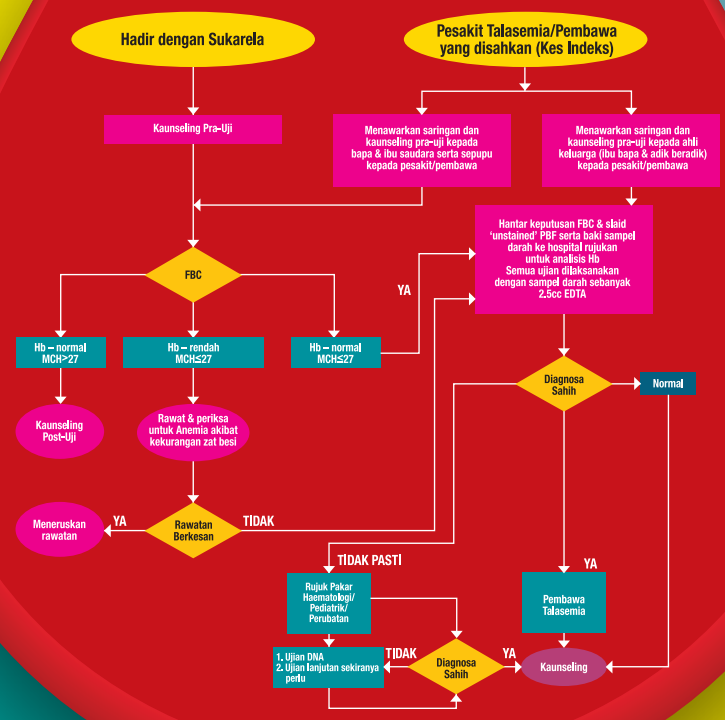 Hadir dengan Sukarela
Pesakit Talasemia/Pembawa
yang disahkan (Kes Indeks)
Kaunseling Pra-Uji
Menawarkan saringan dan
kaunseling pra-uji kepada
bapa & ibu saudara serta sepupu
kepada pesakit/pembawa
Menawarkan saringan dan
kaunseling pra-uji kepada ahli
keluarga (ibu bapa & adik beradik)
kepada pesakit/pembawa
Hantar keputusan FBC & slaid
'unstained' PBF serta baki sampel
darah ke hospital rujukan
untuk analisis Hb
Semua ujian dilaksanakan
dengan sampel darah sebanyak
2.5cc EDTA
FBC
YA
Hb – normal
MCH>27
Hb – rendah
MCH≤27
Hb – normal
MCH≤27
Diagnosa
Sahih
Normal
Kaunseling
Post-Uji
Rawat & periksa
untuk Anemia akibat
kekurangan zat besi
Meneruskan
rawatan
YA
Rawatan
Berkesan
TIDAK
TIDAK PASTI
YA
Rujuk Pakar
Haematologi/
Pediatrik/
Perubatan
Pembawa
Talasemia
1. Ujian DNA
2. Ujian lanjutan sekiranya
perlu
TIDAK
Diagnosa
Sahih
YA
Kaunseling